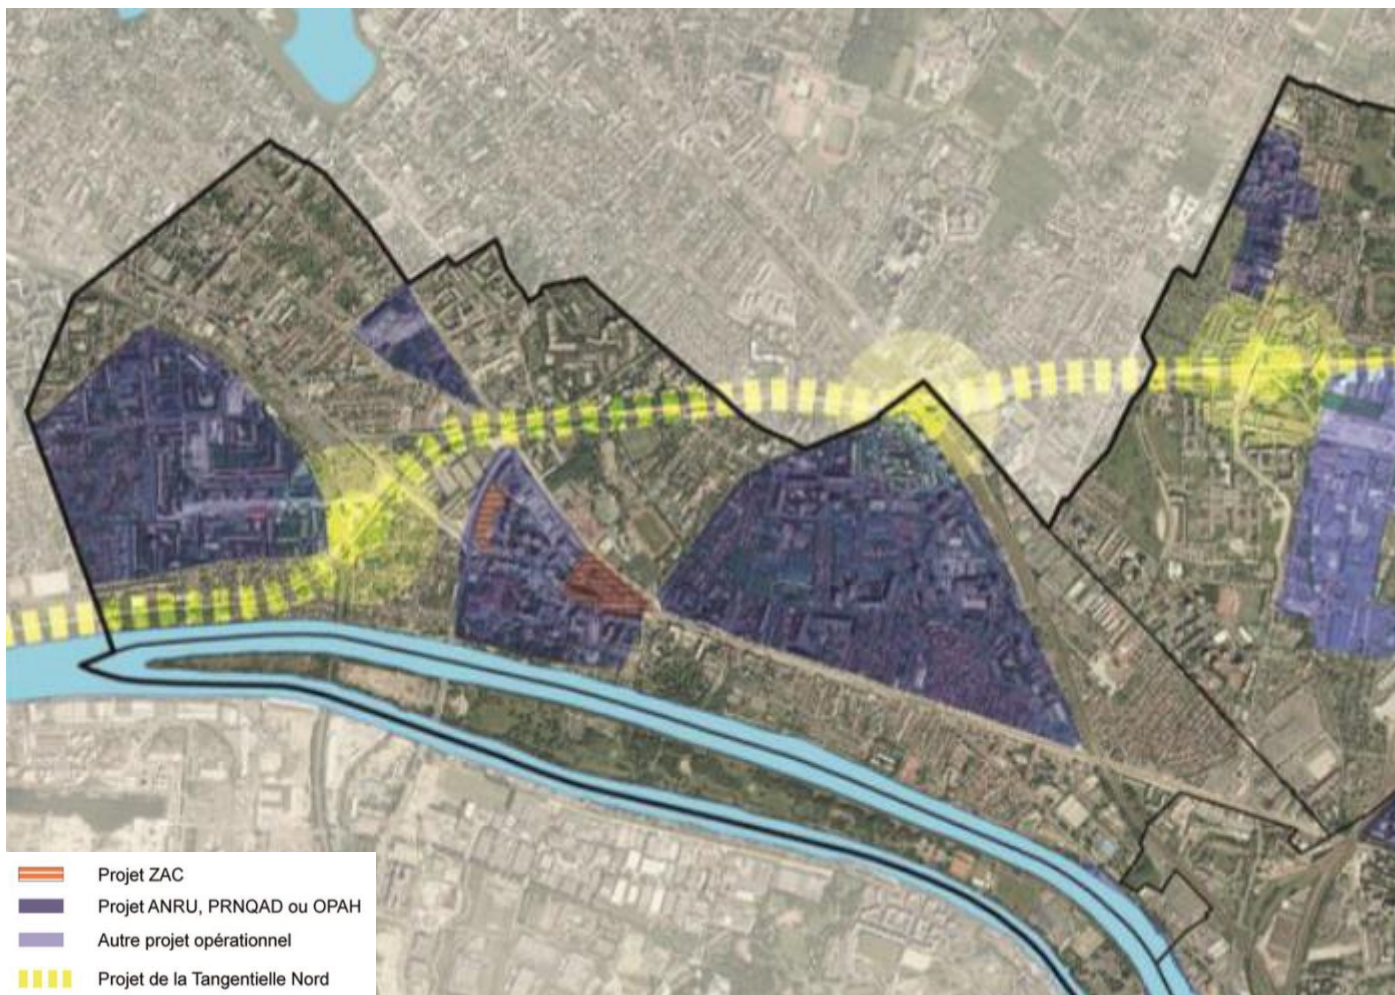 Projet ZAC
Projet ANRU, PRNQAD ou OPAH
Autre projet opérationnel
Projet de la Tangentielle Nord